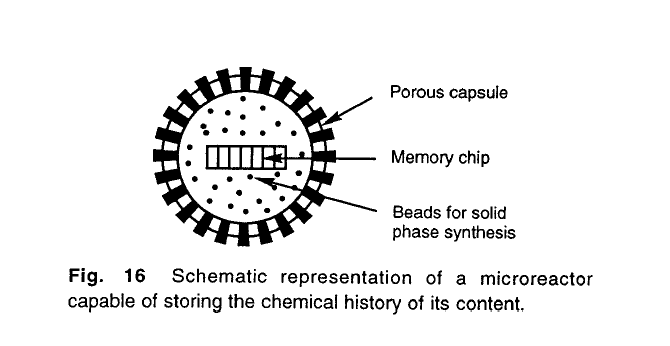 Porous capsule
Memory chip
Beads for solid
phase synthesis
Fig. 16 Schematic representation of a microreactor
capable of storing the chemical history of its content.